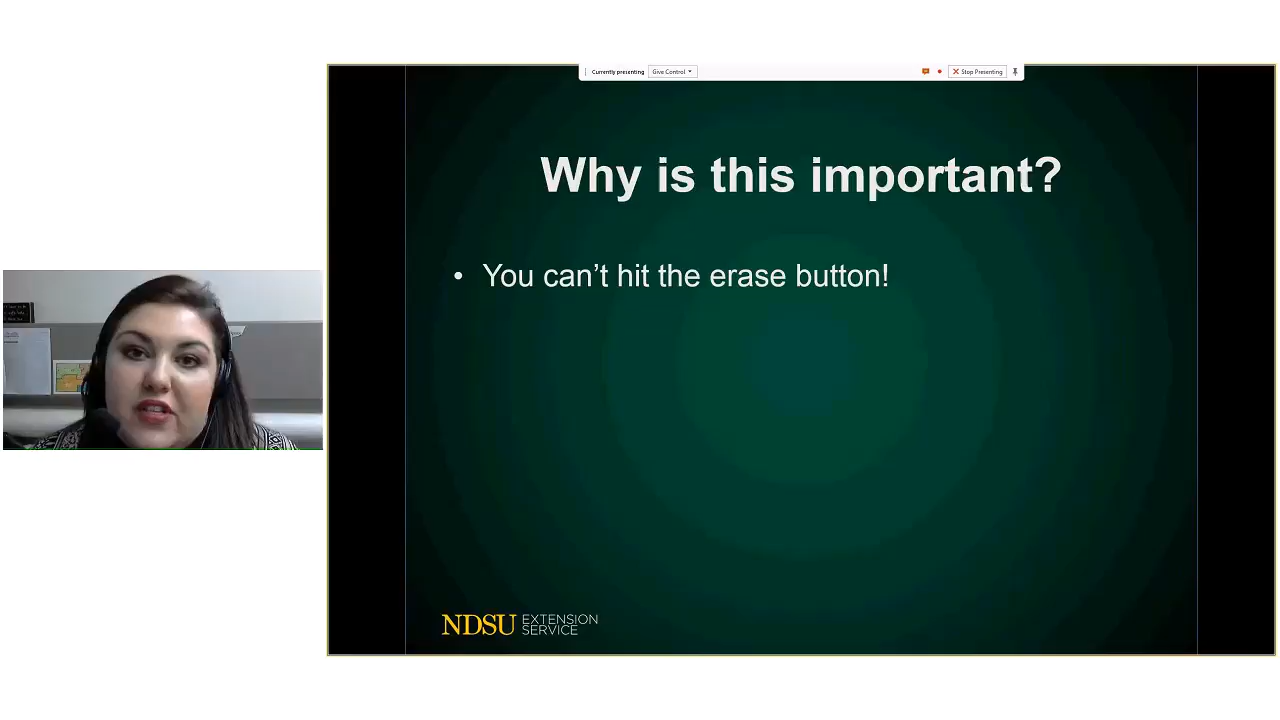 Currently presenting Give Control Stop Presenting
Why is this important?
• You can't hit the erase button!
NDSU EXTENSION
SERVICE